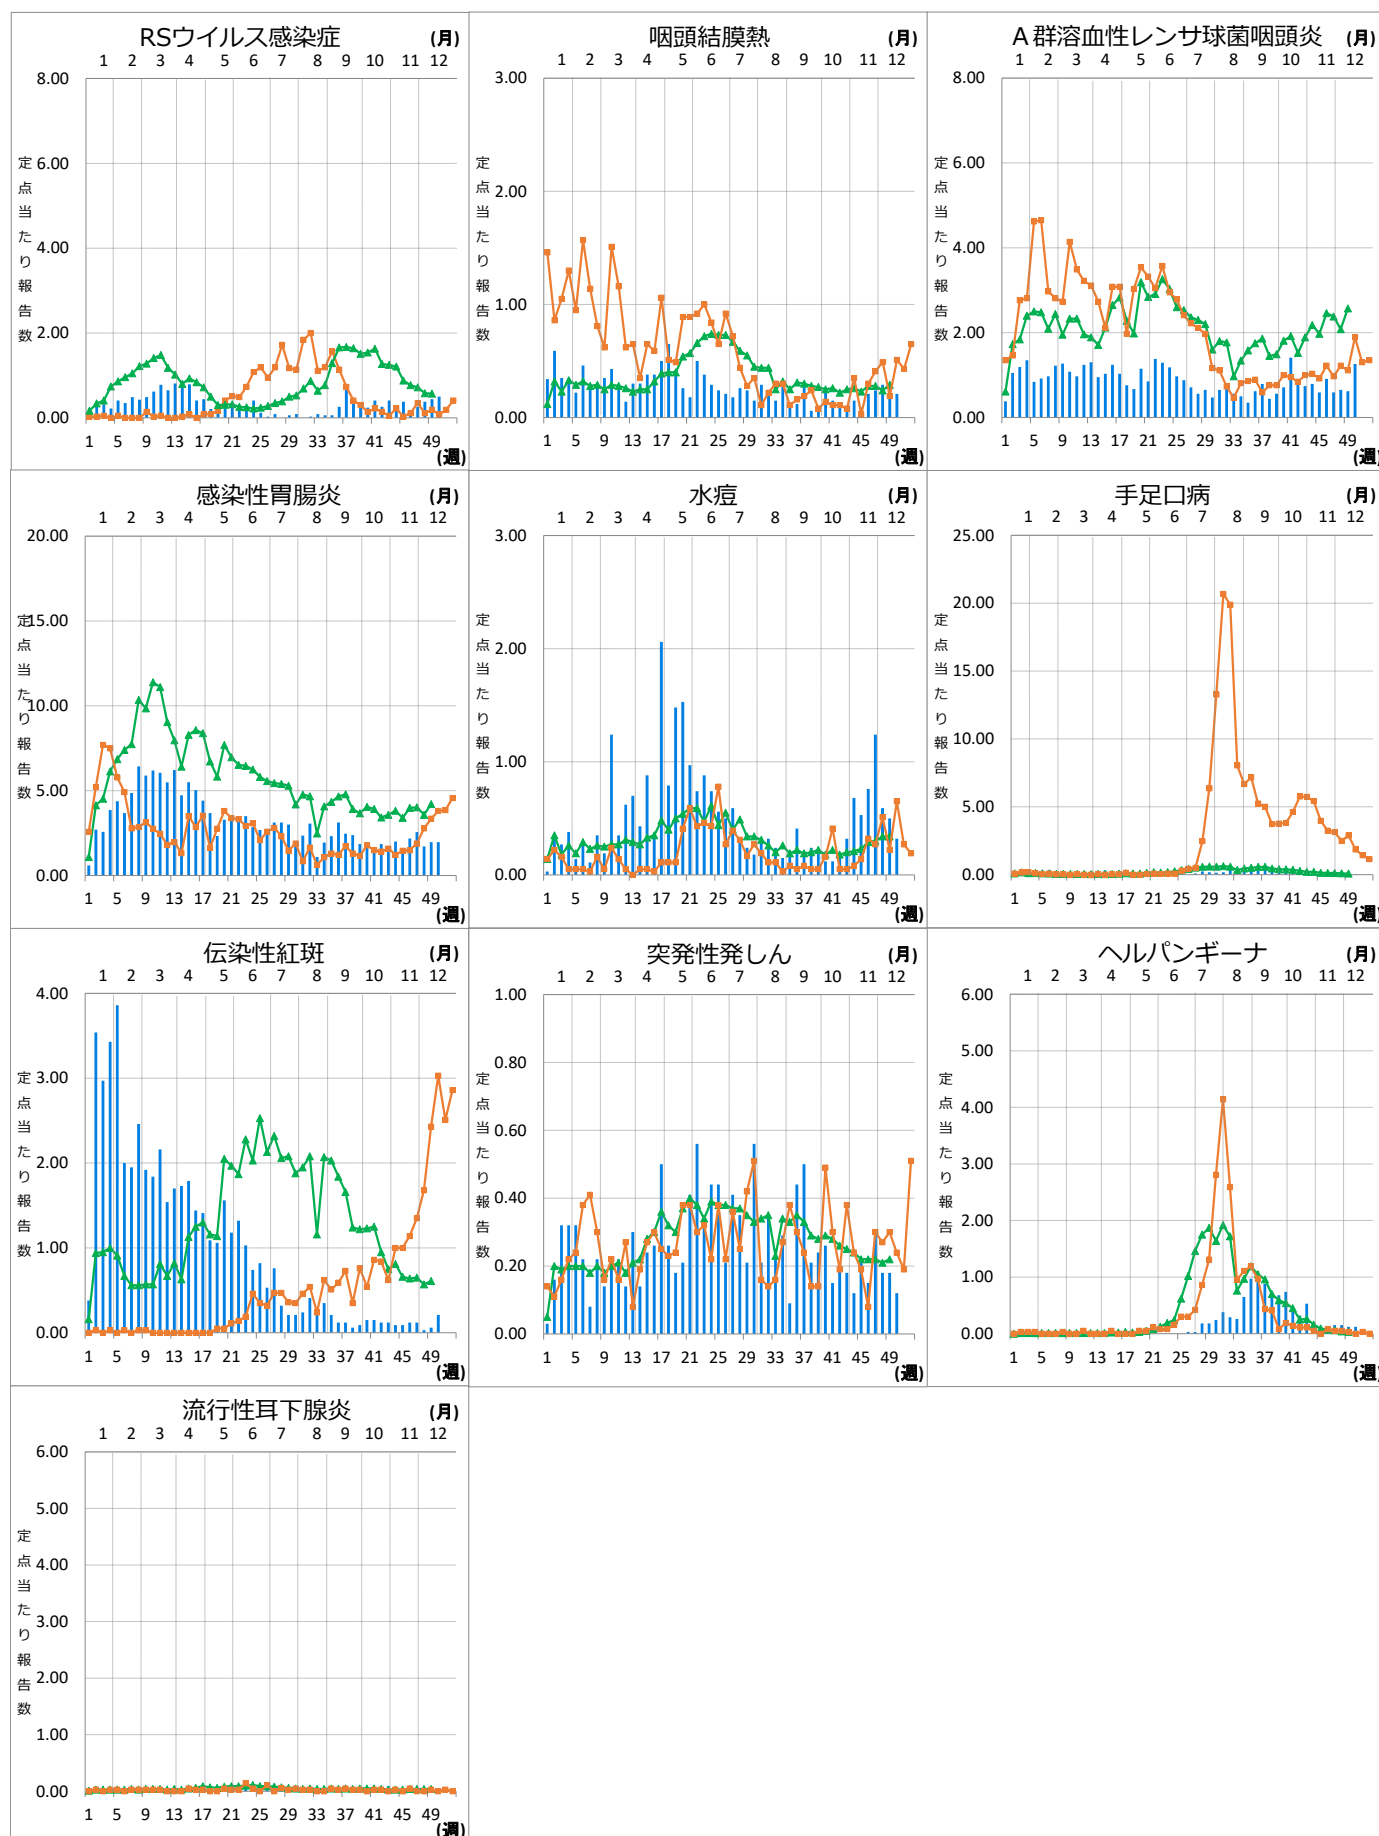 RSウイルス感染症 (月)
1 2 3 4 5 6 7 8 9 10 11 12
8.00
6.00
4.00
2.00
0.00
定点当たり報告数
1 5 9 13 17 21 25 29 33 37 41 45 49
(週)
咽頭結膜熱 (月)
1 2 3 4 5 6 7 8 9 10 11 12
3.00
2.00
1.00
0.00
定点当たり報告数
1 5 9 13 17 21 25 29 33 37 41 45 49
(週)
A群溶血性レンサ球菌咽頭炎 (月)
1 2 3 4 5 6 7 8 9 10 11 12
8.00
6.00
4.00
2.00
0.00
定点当たり報告数
1 5 9 13 17 21 25 29 33 37 41 45 49
(週)
感染性胃腸炎 (月)
1 2 3 4 5 6 7 8 9 10 11 12
20.00
15.00
10.00
5.00
0.00
定点当たり報告数
1 5 9 13 17 21 25 29 33 37 41 45 49
(週)
水痘 (月)
1 2 3 4 5 6 7 8 9 10 11 12
3.00
2.00
1.00
0.00
定点当たり報告数
1 5 9 13 17 21 25 29 33 37 41 45 49
(週)
手足口病 (月)
1 2 3 4 5 6 7 8 9 10 11 12
25.00
20.00
15.00
10.00
5.00
0.00
定点当たり報告数
1 5 9 13 17 21 25 29 33 37 41 45 49
(週)
伝染性紅斑 (月)
1 2 3 4 5 6 7 8 9 10 11 12
4.00
3.00
2.00
1.00
0.00
定点当たり報告数
1 5 9 13 17 21 25 29 33 37 41 45 49
(週)
突発性発しん (月)
1 2 3 4 5 6 7 8 9 10 11 12
1.00
0.80
0.60
0.40
0.20
0.00
定点当たり報告数
1 5 9 13 17 21 25 29 33 37 41 45 49
(週)
ヘルパンギーナ (月)
1 2 3 4 5 6 7 8 9 10 11 12
6.00
5.00
4.00
3.00
2.00
1.00
0.00
定点当たり報告数
1 5 9 13 17 21 25 29 33 37 41 45 49
(週)
流行性耳下腺炎 (月)
1 2 3 4 5 6 7 8 9 10 11 12
6.00
5.00
4.00
3.00
2.00
1.00
0.00
定点当たり報告数
1 5 9 13 17 21 25 29 33 37 41 45 49
(週)